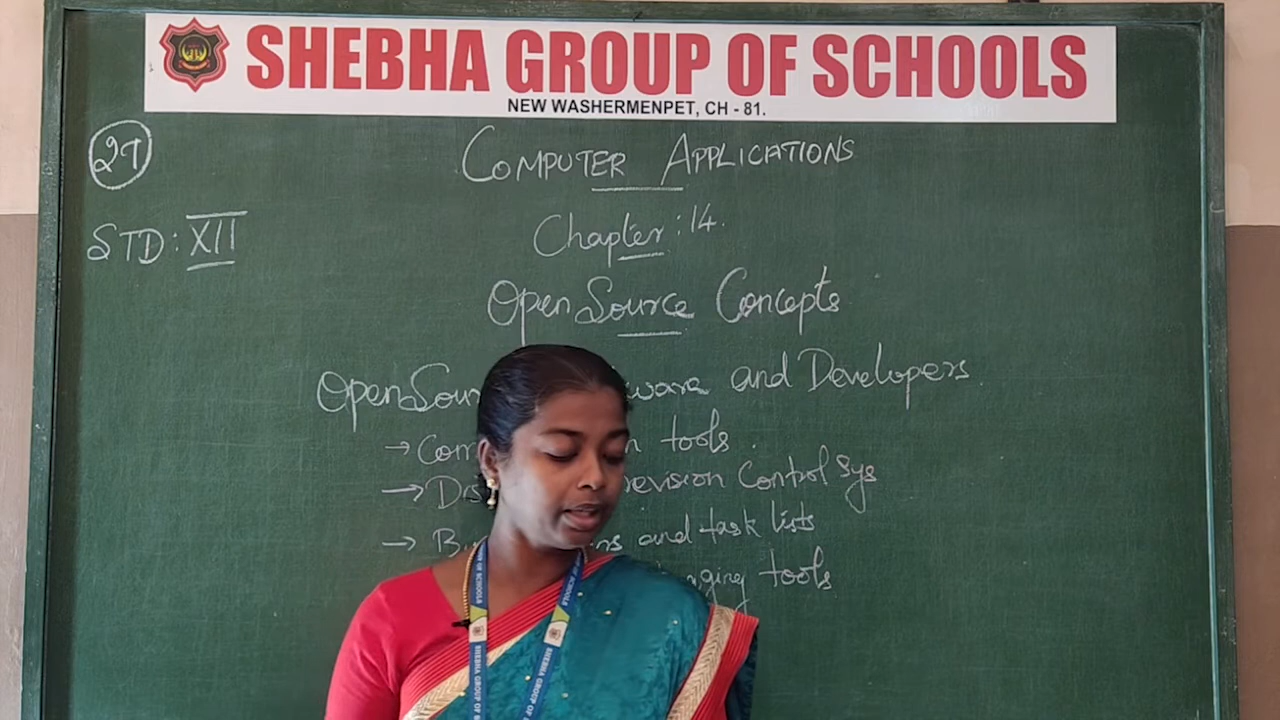 SHEBHA GROUP OF SCHOOLS
NEW WASHERMENPET, CH - 81.
27
COMPUTER APPLICATIONS
STD: XII
Chapter: 14.
Open Source Concepts
and Developers.
tools.
Control Sys
and task lists
tools